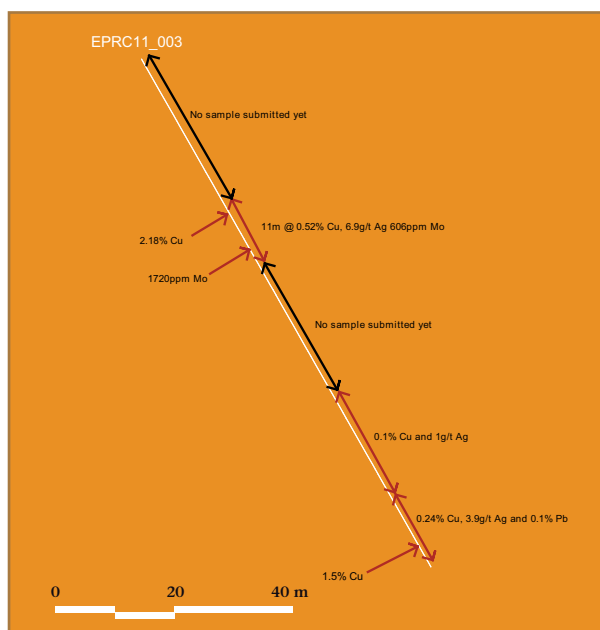 EPRC11_003
No sample submitted yet
11m @ 0.52% Cu, 6.9g/t Ag 606ppm Mo
2.18% Cu
1720ppm Mo
No sample submitted yet
0.1% Cu and 1g/t Ag
0.24% Cu, 3.9g/t Ag and 0.1% Pb
1.5% Cu
0 20 40 m